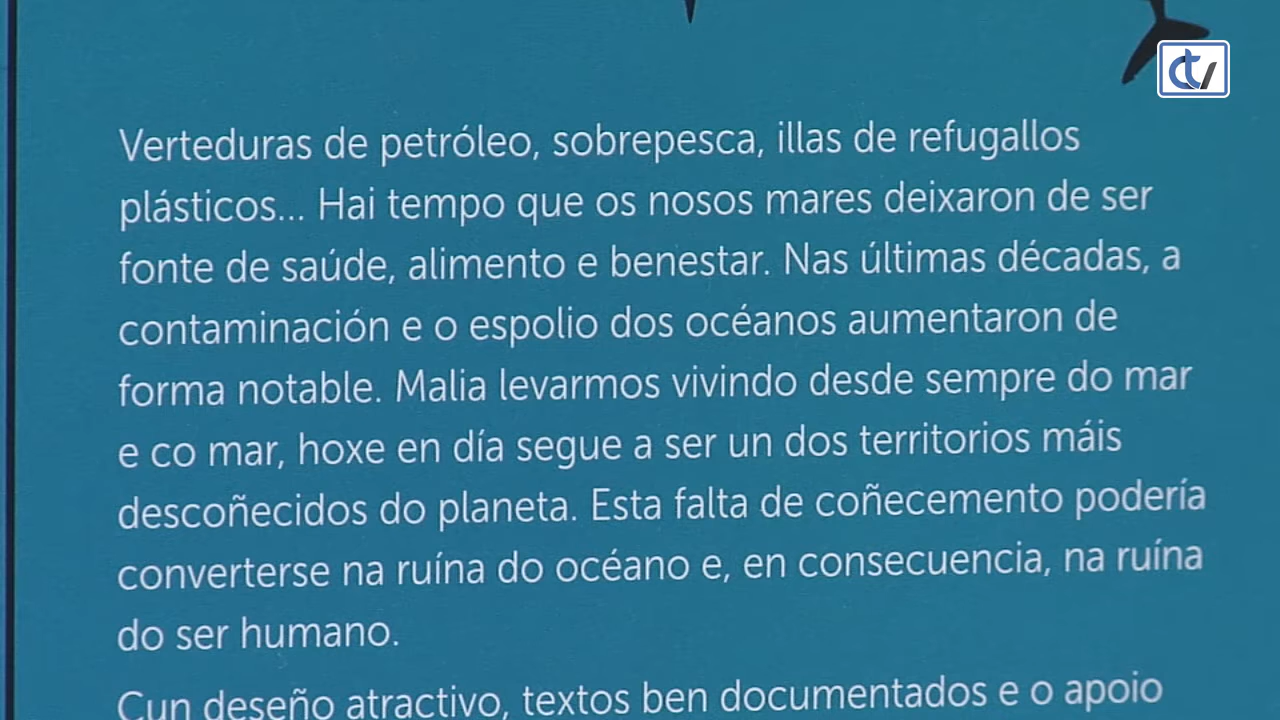 Verteduras de petróleo, sobrepesca, illas de refugallos
plásticos... Hai tempo que os nosos mares deixaron de ser
fonte de saúde, alimento e benestar. Nas últimas décadas, a
contaminación e o espolio dos océanos aumentaron de
forma notable. Malia levarmos vivindo desde sempre do mar
e co mar, hoxe en día segue a ser un dos territorios máis
descoñecidos do planeta. Esta falta de coñecemento podería
converterse na ruína do océano e, en consecuencia, na ruína
do ser humano.
Cun deseño atractivo, textos ben documentados e o apoio
ctv